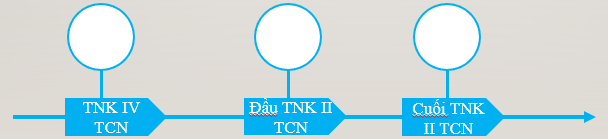 TNK IV
TCN
Đầu TNK II
TCN
Cuối TNK
II TCN